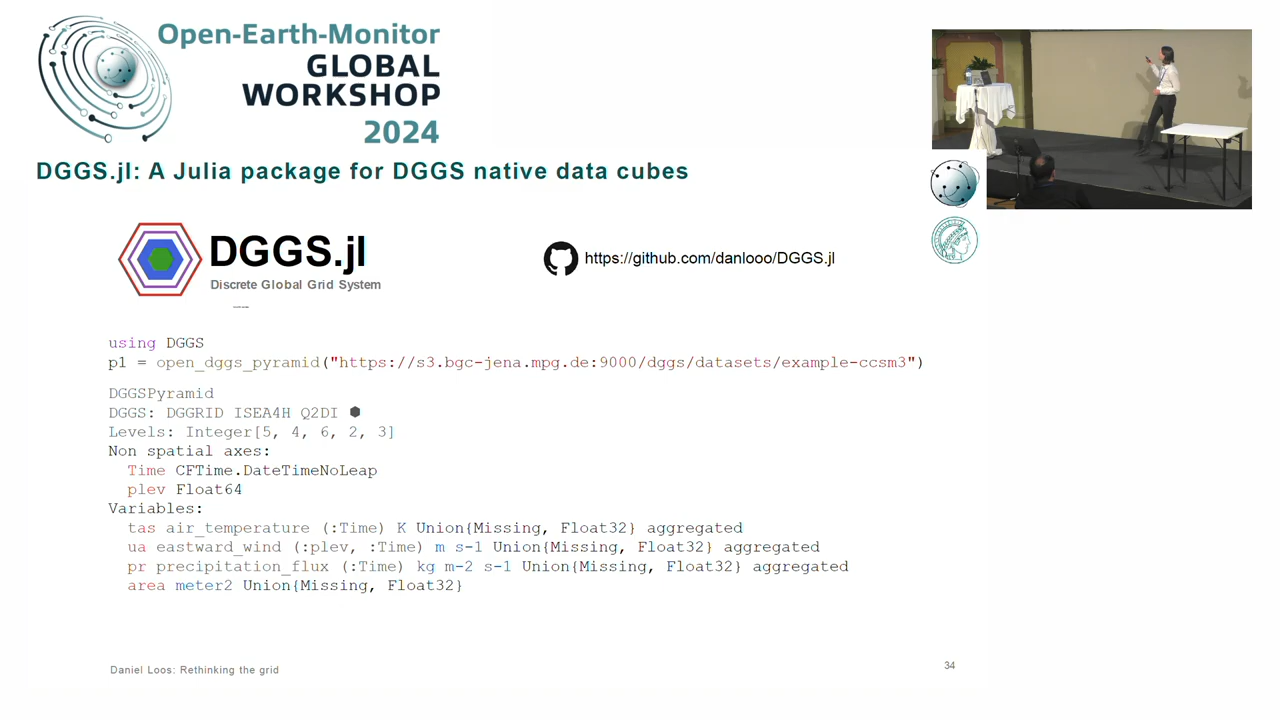 Open-Earth-Monitor
GLOBAL
WORKSHOP
2024
DGGS.jl: A Julia package for DGGS native data cubes
DGGS.jl
Discrete Global Grid System
https://github.com/danlooo/DGGS.jl
using DGGS
p1 = open_dggs_pyramid("https://s3.bgc-jena.mpg.de:9000/dggs/datasets/example-ccsm3")
DGGSPyramid
DGGS: DGGRID ISEA4H Q2DI ⬢
Levels: Integer[5, 4, 6, 2, 3]
Non spatial axes:
Time CFTime.DateTimeNoLeap
plev Float64
Variables:
tas air_temperature (:Time) K Union{Missing, Float32} aggregated
ua eastward_wind (:plev, :Time) m s-1 Union{Missing, Float32} aggregated
pr precipitation_flux (:Time) kg m-2 s-1 Union{Missing, Float32} aggregated
area meter2 Union{Missing, Float32}
Daniel Loos: Rethinking the grid
34